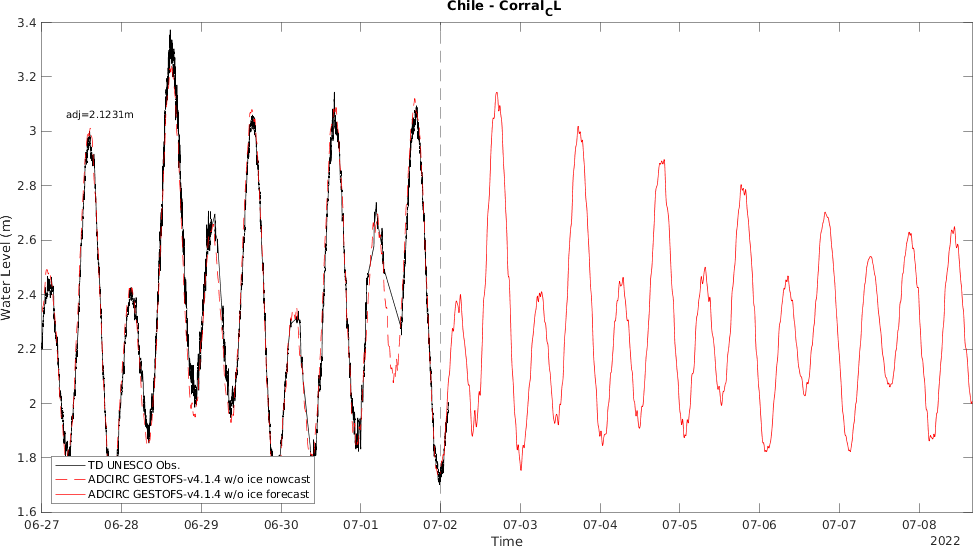 Chile - Corral_CL
3.4
3.2
3
2.8
2.6
2.4
2.2
2
1.8
1.6
Water Level (m)
adj=2.1231m
TD UNESCO Obs.
ADCIRC GESTOFS-v4.1.4 w/o ice nowcast
ADCIRC GESTOFS-v4.1.4 w/o ice forecast
06-27 06-28 06-29 06-30 07-01 07-02 07-03 07-04 07-05 07-06 07-07 07-08
Time
2022